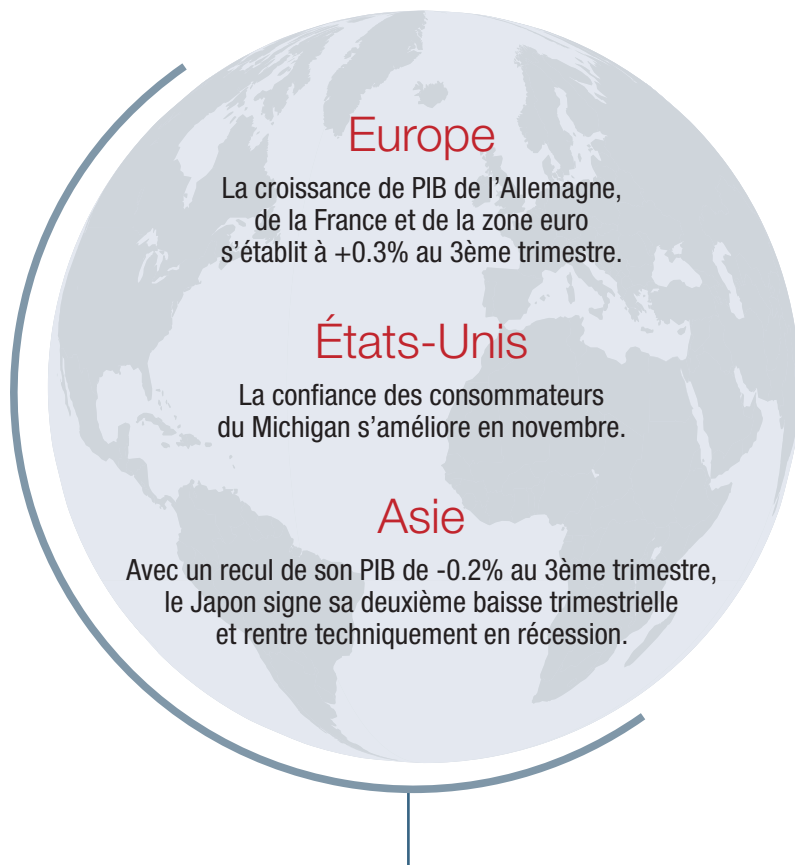 Europe
La croissance de PIB de l’Allemagne,
de la France et de la zone euro
s’établit à +0.3% au 3ème trimestre.
États-Unis
La confiance des consommateurs
du Michigan s’améliore en novembre.
Asie
Avec un recul de son PIB de -0.2% au 3ème trimestre,
le Japon signe sa deuxième baisse trimestrielle
et rentre techniquement en récession.